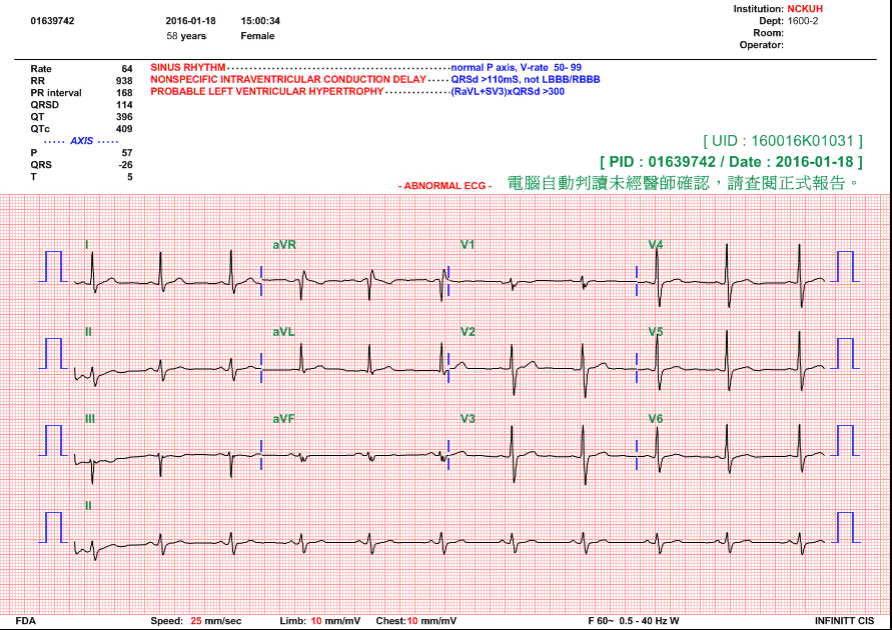 Institution: NCKUH
01639742 2016-01-18 15:00:34 Dept: 1600-2
58 years Female Room:
Operator:
Rate 64 SINUS RHYTHM normal P axis, V-rate 50- 99
RR 938 NONSPECIFIC INTRAVENTRICULAR CONDUCTION DELAY QRSd >110mS, not LBBB/RBBB
PR interval 168 PROBABLE LEFT VENTRICULAR HYPERTROPHY (RaVL+SV3)xQRSd >300
QRSD 114
QT 396
QTc 409
AXIS
P 57
QRS -26
T 5
[ UID : 160016K01031 ]
[ PID : 01639742 / Date : 2016-01-18 ]
- ABNORMAL ECG - 電腦自動判讀未經醫師確認，請查閱正式報告。
I aVR V1 V4
II aVL V2 V5
III aVF V3 V6
II
FDA Speed: 25 mm/sec Limb: 10 mm/mV Chest:10 mm/mV F 60~ 0.5 - 40 Hz W INFINITT CIS